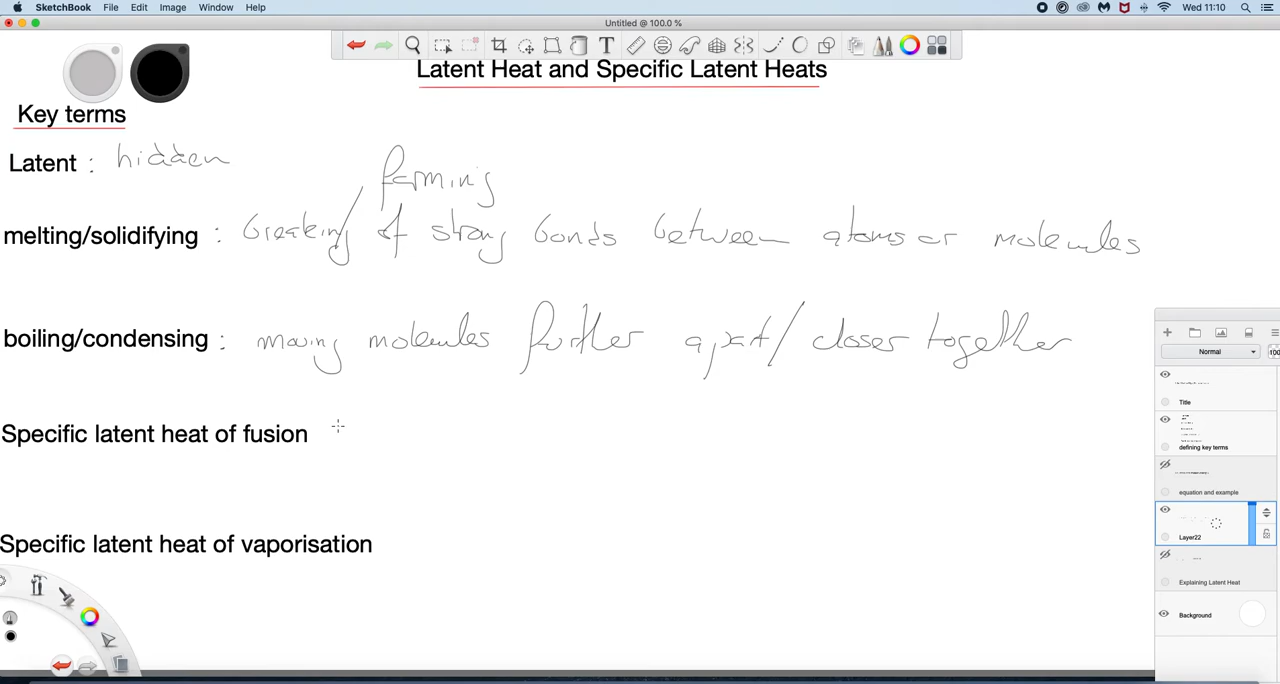 SketchBook File Edit Image Window Help Wed 11:10
Untitled @ 100.0 %
Latent Heat and Specific Latent Heats
Key terms
Latent : hidden
forming
melting/solidifying : breaking/ of strong bonds between atoms or molecules
boiling/condensing : moving molecules further apart/closer together
Specific latent heat of fusion
Specific latent heat of vaporisation
Normal
100
Title
defining key terms
equation and example
Layer22
Explaining Latent Heat
Background